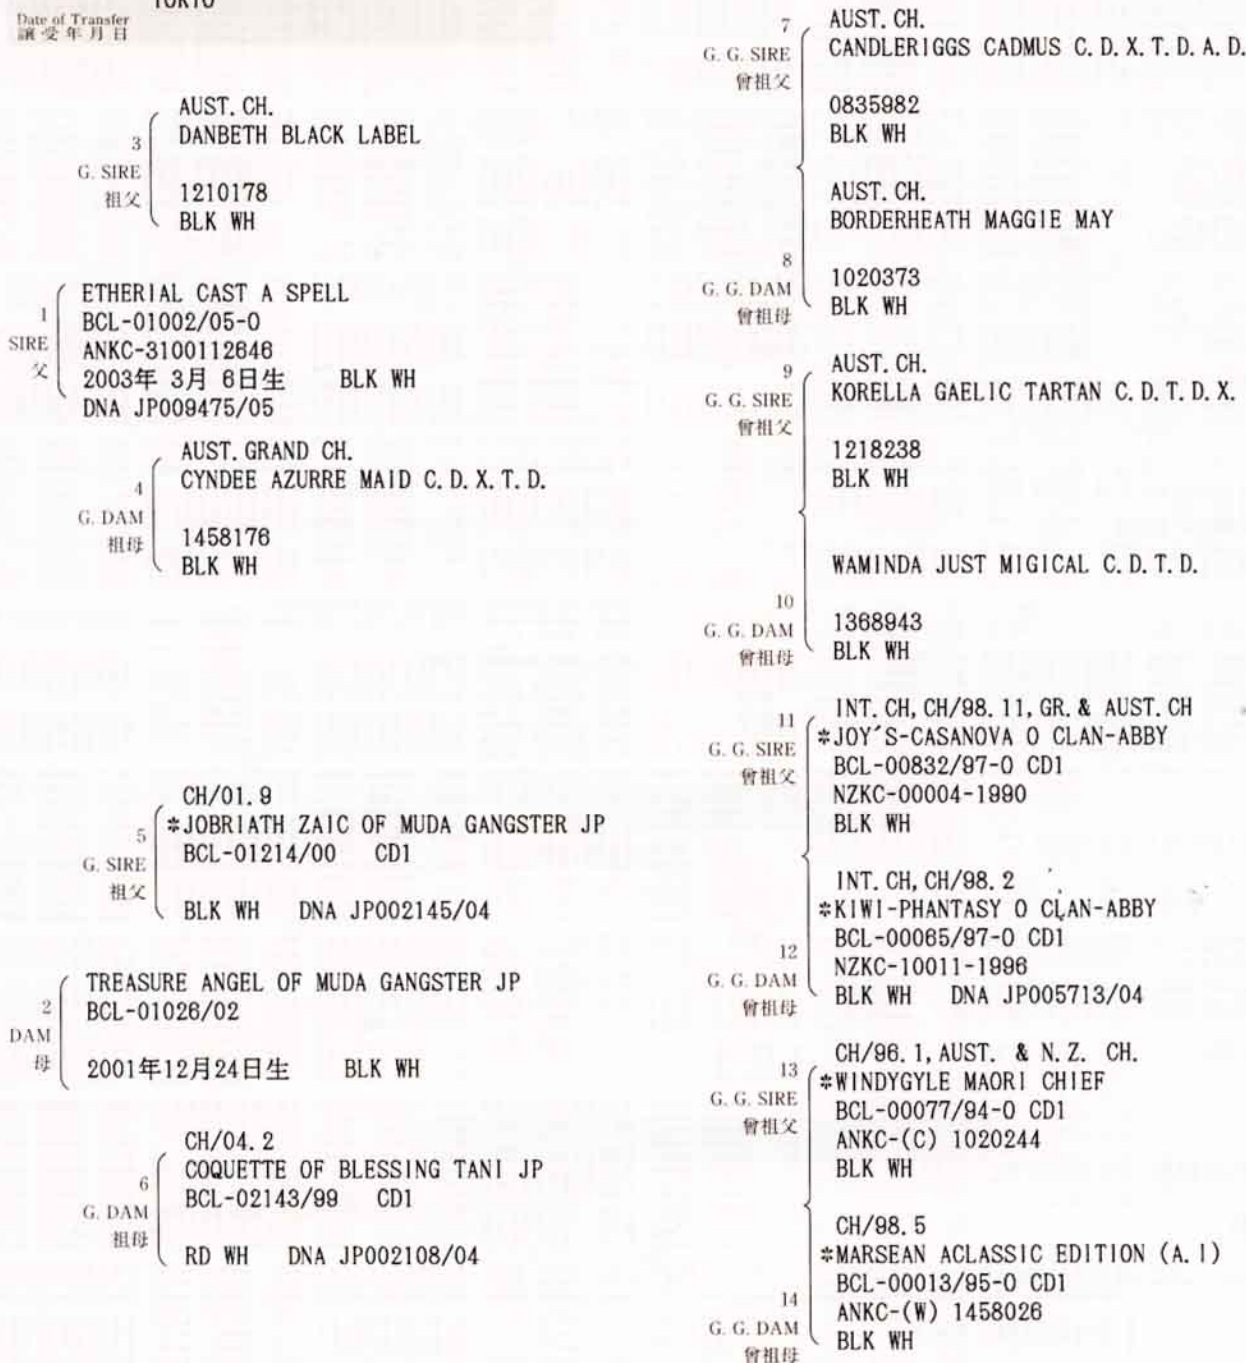 TOKYO
Date of Transfer
譲受年月日
3
G. SIRE
祖父
AUST. CH.
DANBETH BLACK LABEL
1210178
BLK WH
1
SIRE
父
ETHERIAL CAST A SPELL
BCL-01002/05-0
ANKC-3100112646
2003年 3月 6日生 BLK WH
DNA JP009475/05
4
G. DAM
祖母
AUST. GRAND CH.
CYNDEE AZURRE MAID C. D. X. T. D.
1458176
BLK WH
5
G. SIRE
祖父
CH/01. 9
*JOBRIATH ZAIC OF MUDA GANGSTER JP
BCL-01214/00 CD1
BLK WH DNA JP002145/04
2
DAM
母
TREASURE ANGEL OF MUDA GANGSTER JP
BCL-01026/02
2001年12月24日生 BLK WH
6
G. DAM
祖母
CH/04. 2
COQUETTE OF BLESSING TANI JP
BCL-02143/99 CD1
RD WH DNA JP002108/04
7
G. G. SIRE
曾祖父
AUST. CH.
CANDLERIGGS CADMUS C. D. X. T. D. A. D.
0835982
BLK WH
8
G. G. DAM
曾祖母
AUST. CH.
BORDERHEATH MAGGIE MAY
1020373
BLK WH
9
G. G. SIRE
曾祖父
AUST. CH.
KORELLA GAELIC TARTAN C. D. T. D. X.
1218238
BLK WH
10
G. G. DAM
曾祖母
WAMINDA JUST MIGICAL C. D. T. D.
1368943
BLK WH
11
G. G. SIRE
曾祖父
INT. CH, CH/98. 11, GR. & AUST. CH
*JOY'S-CASANOVA O CLAN-ABBY
BCL-00832/97-0 CD1
NZKC-00004-1990
BLK WH
12
G. G. DAM
曾祖母
INT. CH, CH/98. 2
*KIWI-PHANTASY O CLAN-ABBY
BCL-00065/97-0 CD1
NZKC-10011-1996
BLK WH DNA JP005713/04
13
G. G. SIRE
曾祖父
CH/96. 1, AUST. & N. Z. CH.
*WINDYGYLE MAORI CHIEF
BCL-00077/94-0 CD1
ANKC-(C) 1020244
BLK WH
14
G. G. DAM
曾祖母
CH/98. 5
*MARSEAN ACLASSIC EDITION (A. I)
BCL-00013/95-0 CD1
ANKC-(W) 1458026
BLK WH